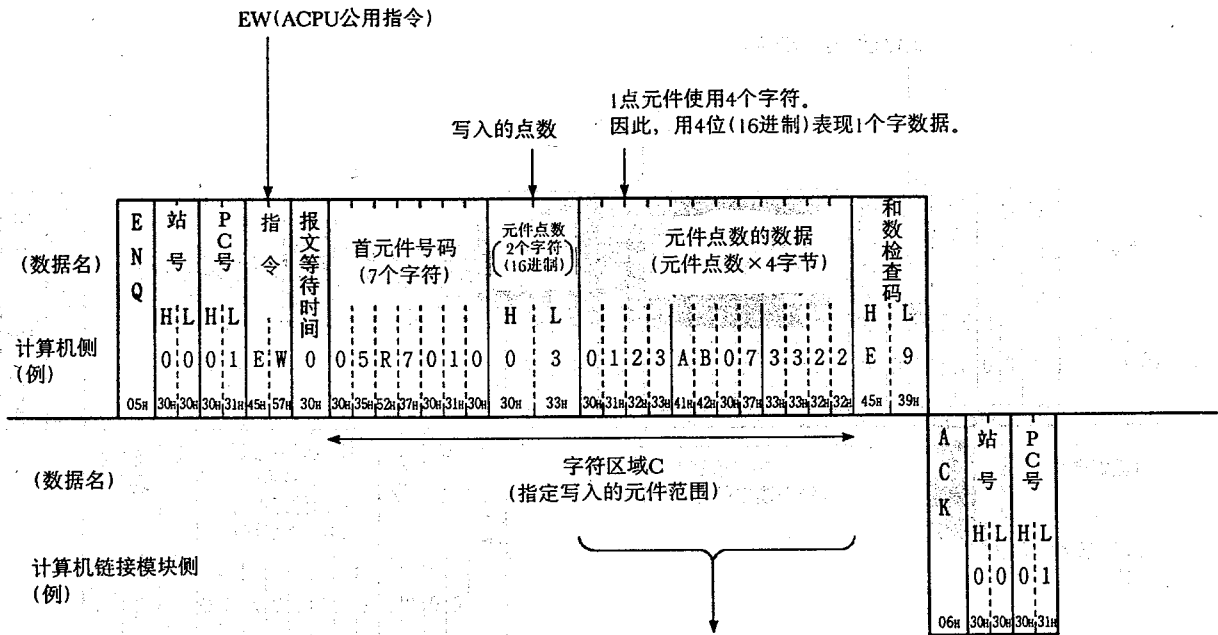 EW(ACPU公用指令)
1点元件使用4个字符。
写入的点数 因此，用4位(16进制)表现1个字数据。
(数据名)
ENQ
站号
PC号
指令
报文等待时间
首元件号码
(7个字符)
元件点数
2个字符
(16进制)
元件点数的数据
(元件点数×4字节)
和数检查码
H L H L H L H L
计算机侧
(例)
0 0 0 1 E W 0 0 5 R 7 0 1 0 0 3 0 1 2 3 A B 0 7 3 3 2 2 E 9
05H 30H 30H 30H 31H 45H 57H 30H 30H 35H 52H 37H 30H 31H 30H 30H 33H 30H 31H 32H 33H 41H 42H 30H 37H 33H 33H 32H 32H 45H 39H
(数据名)
字符区域C
(指定写入的元件范围)
ACK
站号
PC号
H L H L
计算机链接模块侧
(例)
0 0 0 1
06H 30H 30H 30H 31H